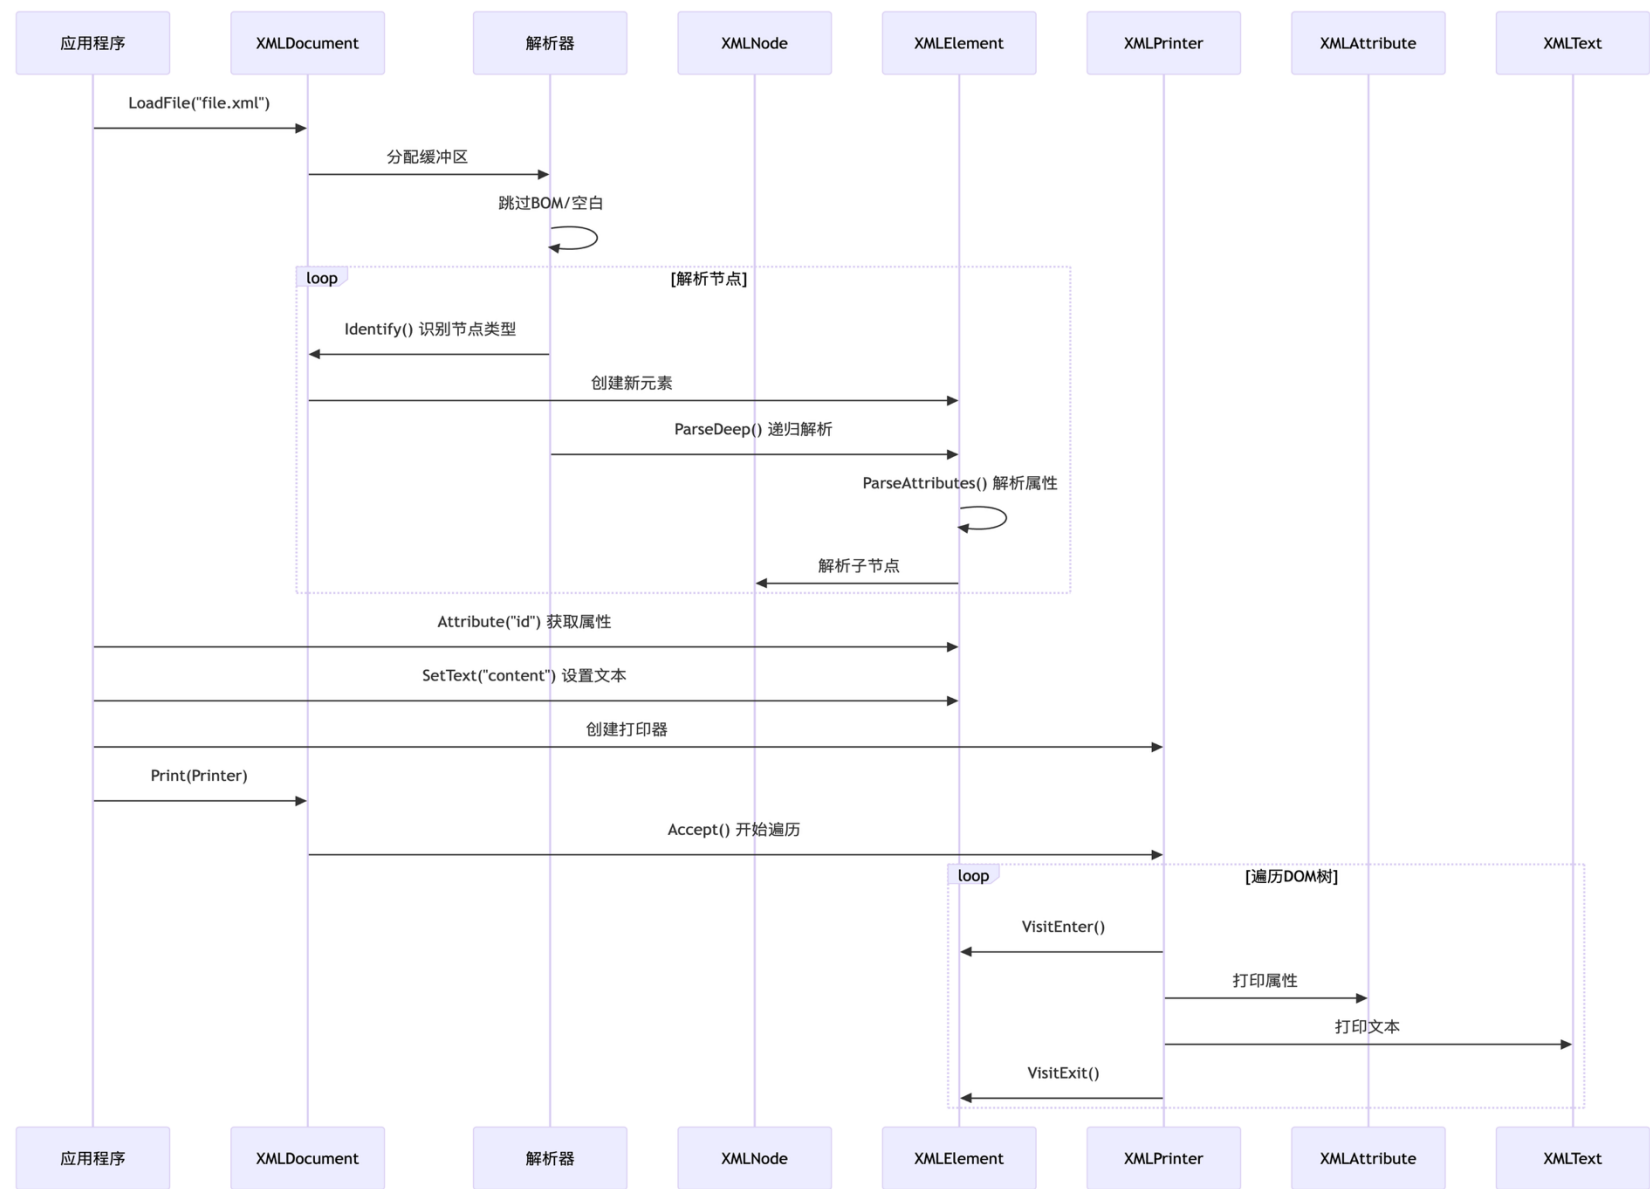 应用程序
XMLDocument
解析器
XMLNode
XMLElement
XMLPrinter
XMLAttribute
XMLText
LoadFile("file.xml")
分配缓冲区
跳过BOM/空白
loop
[解析节点]
Identify() 识别节点类型
创建新元素
ParseDeep() 递归解析
ParseAttributes() 解析属性
解析子节点
Attribute("id") 获取属性
SetText("content") 设置文本
创建打印器
Print(Printer)
Accept() 开始遍历
loop
[遍历DOM树]
VisitEnter()
打印属性
打印文本
VisitExit()
应用程序
XMLDocument
解析器
XMLNode
XMLElement
XMLPrinter
XMLAttribute
XMLText